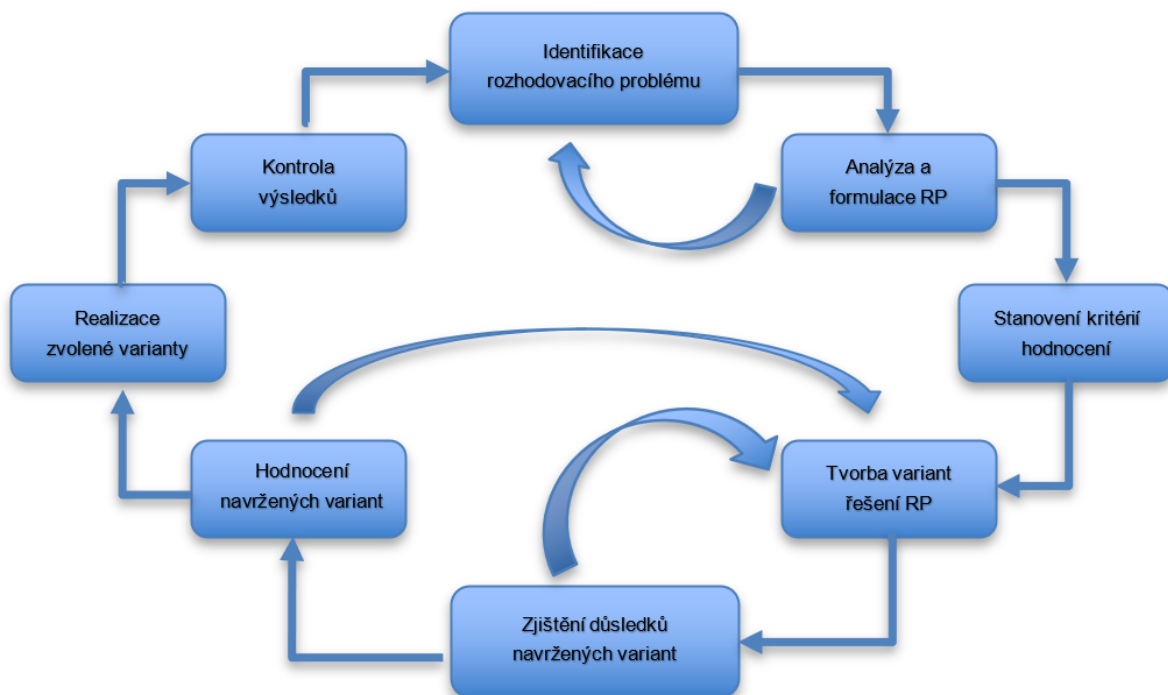 Identifikace
rozhodovacího problému
Analýza a
formulace RP
Stanovení kritérií
hodnocení
Tvorba variant
řešení RP
Zjištění důsledků
navržených variant
Hodnocení
navržených variant
Realizace
zvolené varianty
Kontrola
výsledků